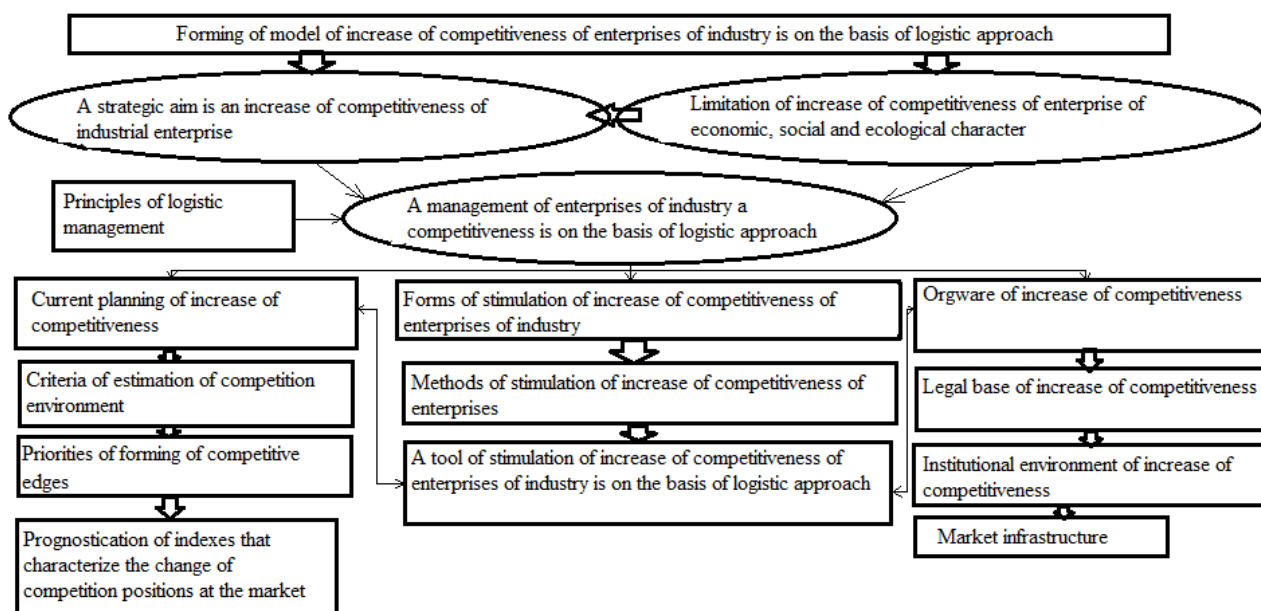 Forming of model of increase of competitiveness of enterprises of industry is on the basis of logistic approach
A strategic aim is an increase of competitiveness of
industrial enterprise
Limitation of increase of competitiveness of enterprise of
economic, social and ecological character
Principles of logistic
management
A management of enterprises of industry a
competitiveness is on the basis of logistic approach
Current planning of increase of
competitiveness
Forms of stimulation of increase of competitiveness of
enterprises of industry
Orgware of increase of competitiveness
Criteria of estimation of competition
environment
Methods of stimulation of increase of competitiveness of
enterprises
Legal base of increase of competitiveness
Priorities of forming of competitive
edges
A tool of stimulation of increase of competitiveness of
enterprises of industry is on the basis of logistic approach
Institutional environment of increase of
competitiveness
Prognostication of indexes that
characterize the change of
competition positions at the market
Market infrastructure